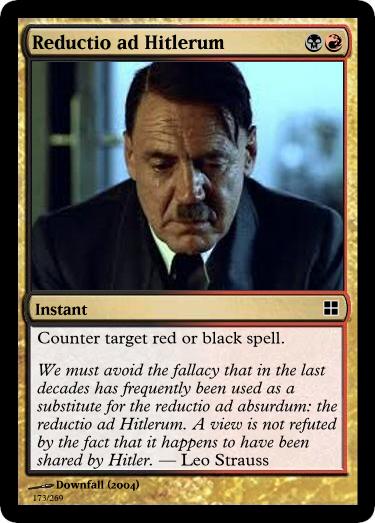 Reductio ad Hitlerum
Instant
Counter target red or black spell.
We must avoid the fallacy that in the last
decades has frequently been used as a
substitute for the reductio ad absurdum: the
reductio ad Hitlerum. A view is not refuted
by the fact that it happens to have been
shared by Hitler. — Leo Strauss
Downfall (2004)
173/269